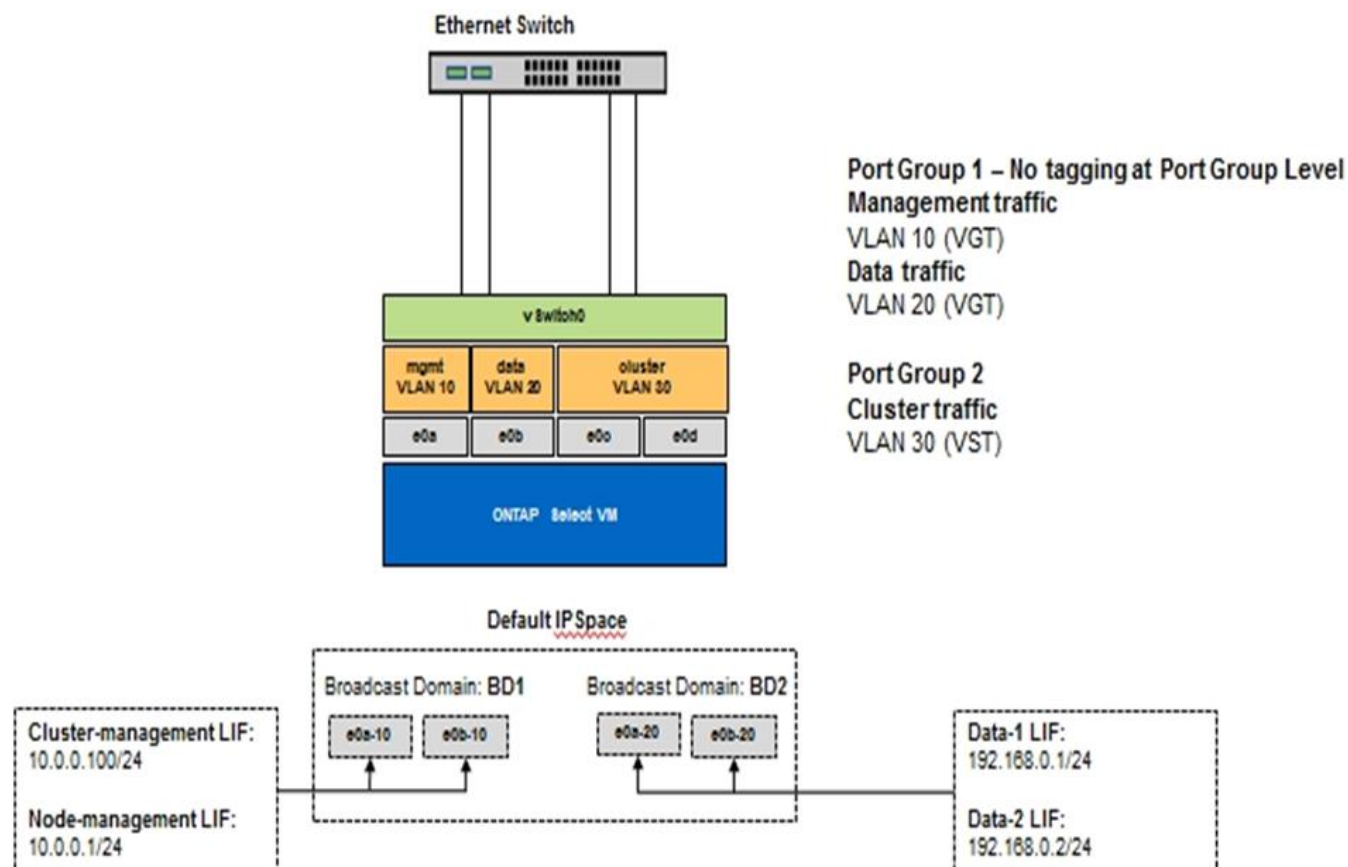 Ethernet Switch
Port Group 1 – No tagging at Port Group Level
Management traffic
VLAN 10 (VGT)
Data traffic
VLAN 20 (VGT)
Port Group 2
Cluster traffic
VLAN 30 (VST)
vSwitch0
mgmt
VLAN 10
data
VLAN 20
cluster
VLAN 30
e0a
e0b
e0c
e0d
ONTAP Select VM
Default IPSpace
Broadcast Domain: BD1
Broadcast Domain: BD2
e0a-10
e0b-10
e0a-20
e0b-20
Cluster-management LIF:
10.0.0.100/24
Node-management LIF:
10.0.0.1/24
Data-1 LIF:
192.168.0.1/24
Data-2 LIF:
192.168.0.2/24